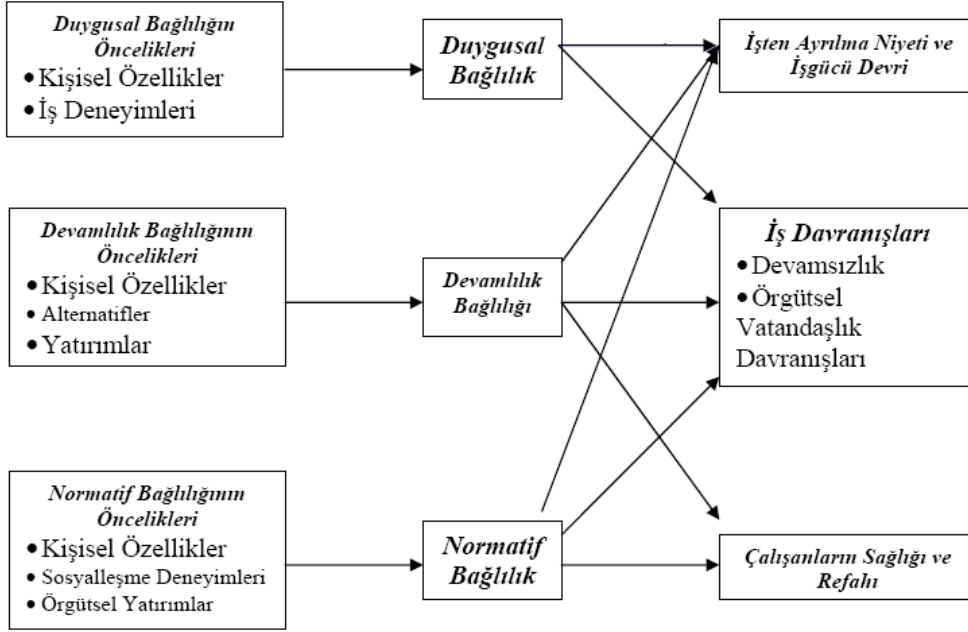 Duygusal Bağlılığın
Öncelikleri
• Kişisel Özellikler
• İş Deneyimleri
Duygusal
Bağlılık
İşten Ayrılma Niyeti ve
İşgücü Devri
Devamlılık Bağlılığının
Öncelikleri
• Kişisel Özellikler
• Alternatifler
• Yatırımlar
Devamlılık
Bağlılığı
İş Davranışları
• Devamsızlık
• Örgütsel
Vatandaşlık
Davranışları
Normatif Bağlılığının
Öncelikleri
• Kişisel Özellikler
• Sosyalleşme Deneyimleri
• Örgütsel Yatırımlar
Normatif
Bağlılık
Çalışanların Sağlığı ve
Refahı